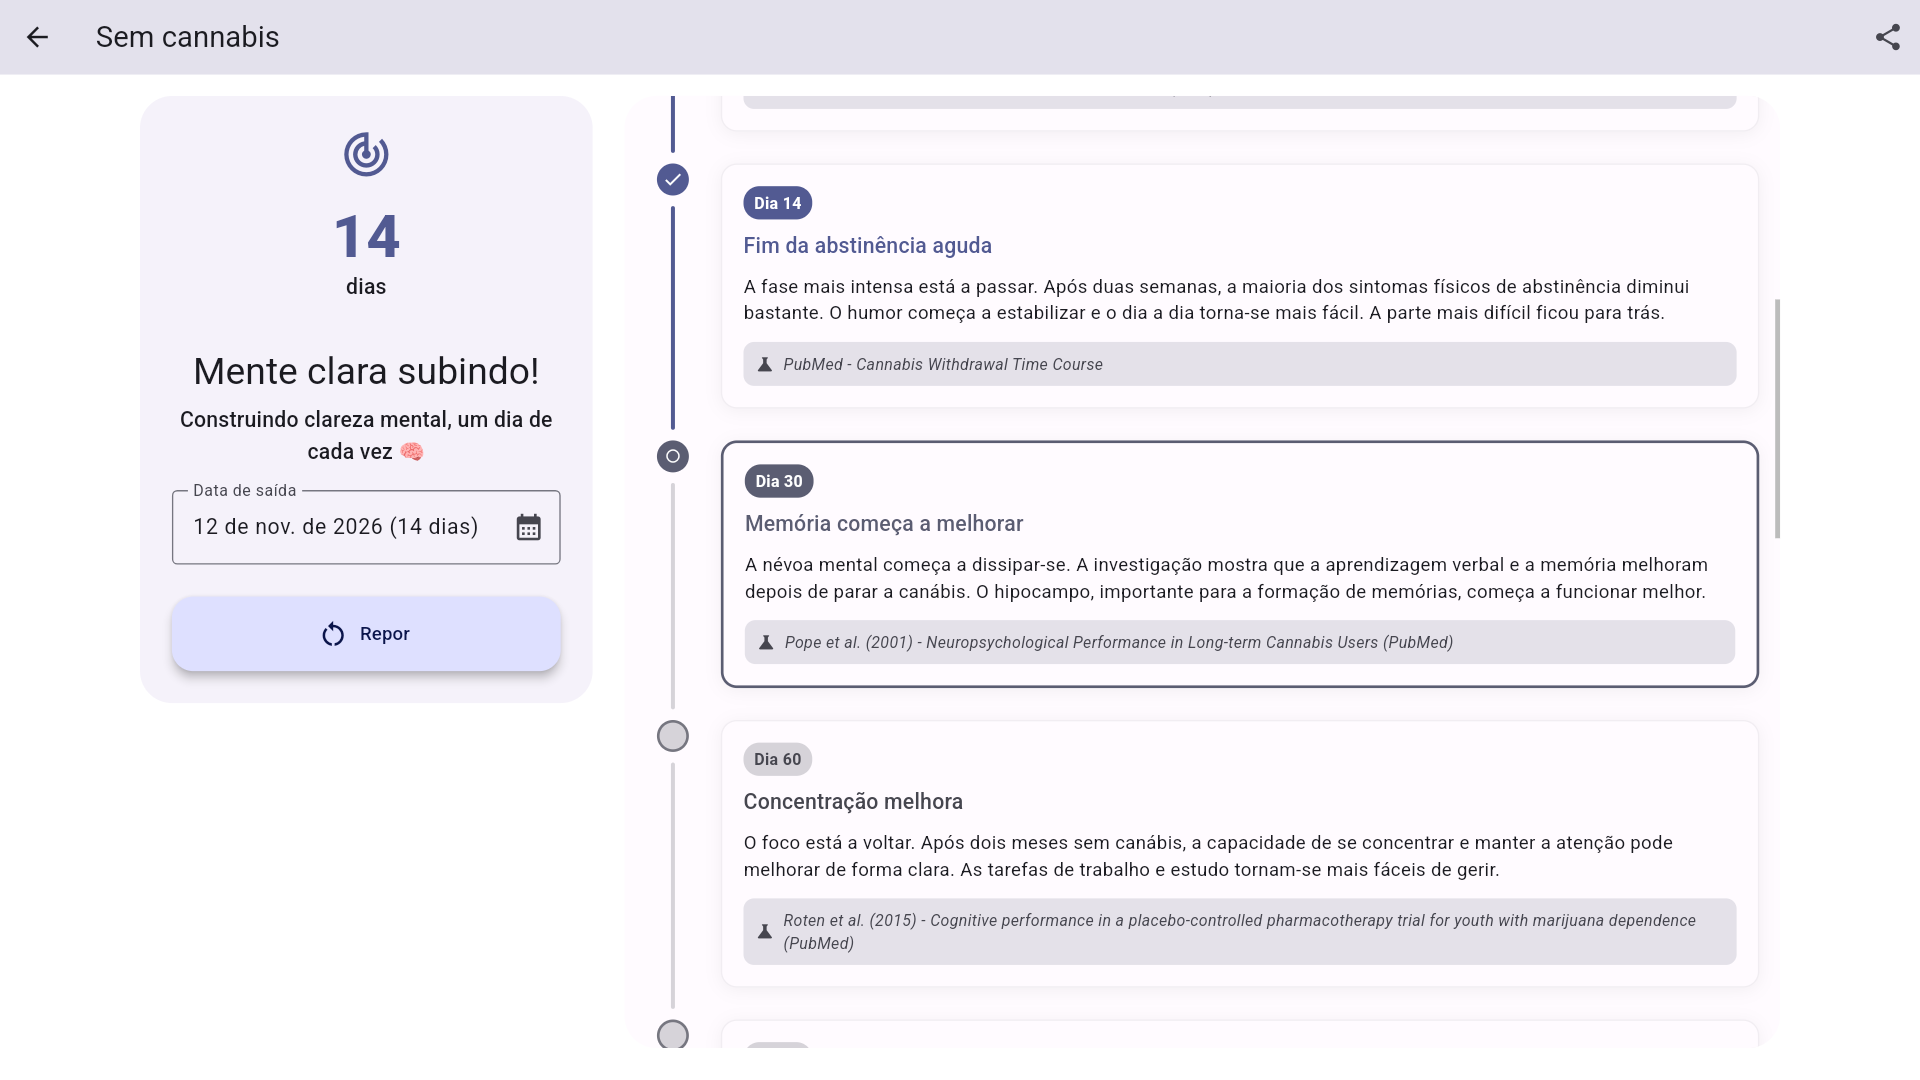 Sem cannabis
14
dias
Mente clara subindo!
Construindo clareza mental, um dia de
cada vez 🧠
Data de saída
12 de nov. de 2026 (14 dias)
Repor
Dia 14
Fim da abstinência aguda
A fase mais intensa está a passar. Após duas semanas, a maioria dos sintomas físicos de abstinência diminui
bastante. O humor começa a estabilizar e o dia a dia torna-se mais fácil. A parte mais difícil ficou para trás.
PubMed - Cannabis Withdrawal Time Course
Dia 30
Memória começa a melhorar
A névoa mental começa a dissipar-se. A investigação mostra que a aprendizagem verbal e a memória melhoram
depois de parar a canábis. O hipocampo, importante para a formação de memórias, começa a funcionar melhor.
Pope et al. (2001) - Neuropsychological Performance in Long-term Cannabis Users (PubMed)
Dia 60
Concentração melhora
O foco está a voltar. Após dois meses sem canábis, a capacidade de se concentrar e manter a atenção pode
melhorar de forma clara. As tarefas de trabalho e estudo tornam-se mais fáceis de gerir.
Roten et al. (2015) - Cognitive performance in a placebo-controlled pharmacotherapy trial for youth with marijuana dependence
(PubMed)